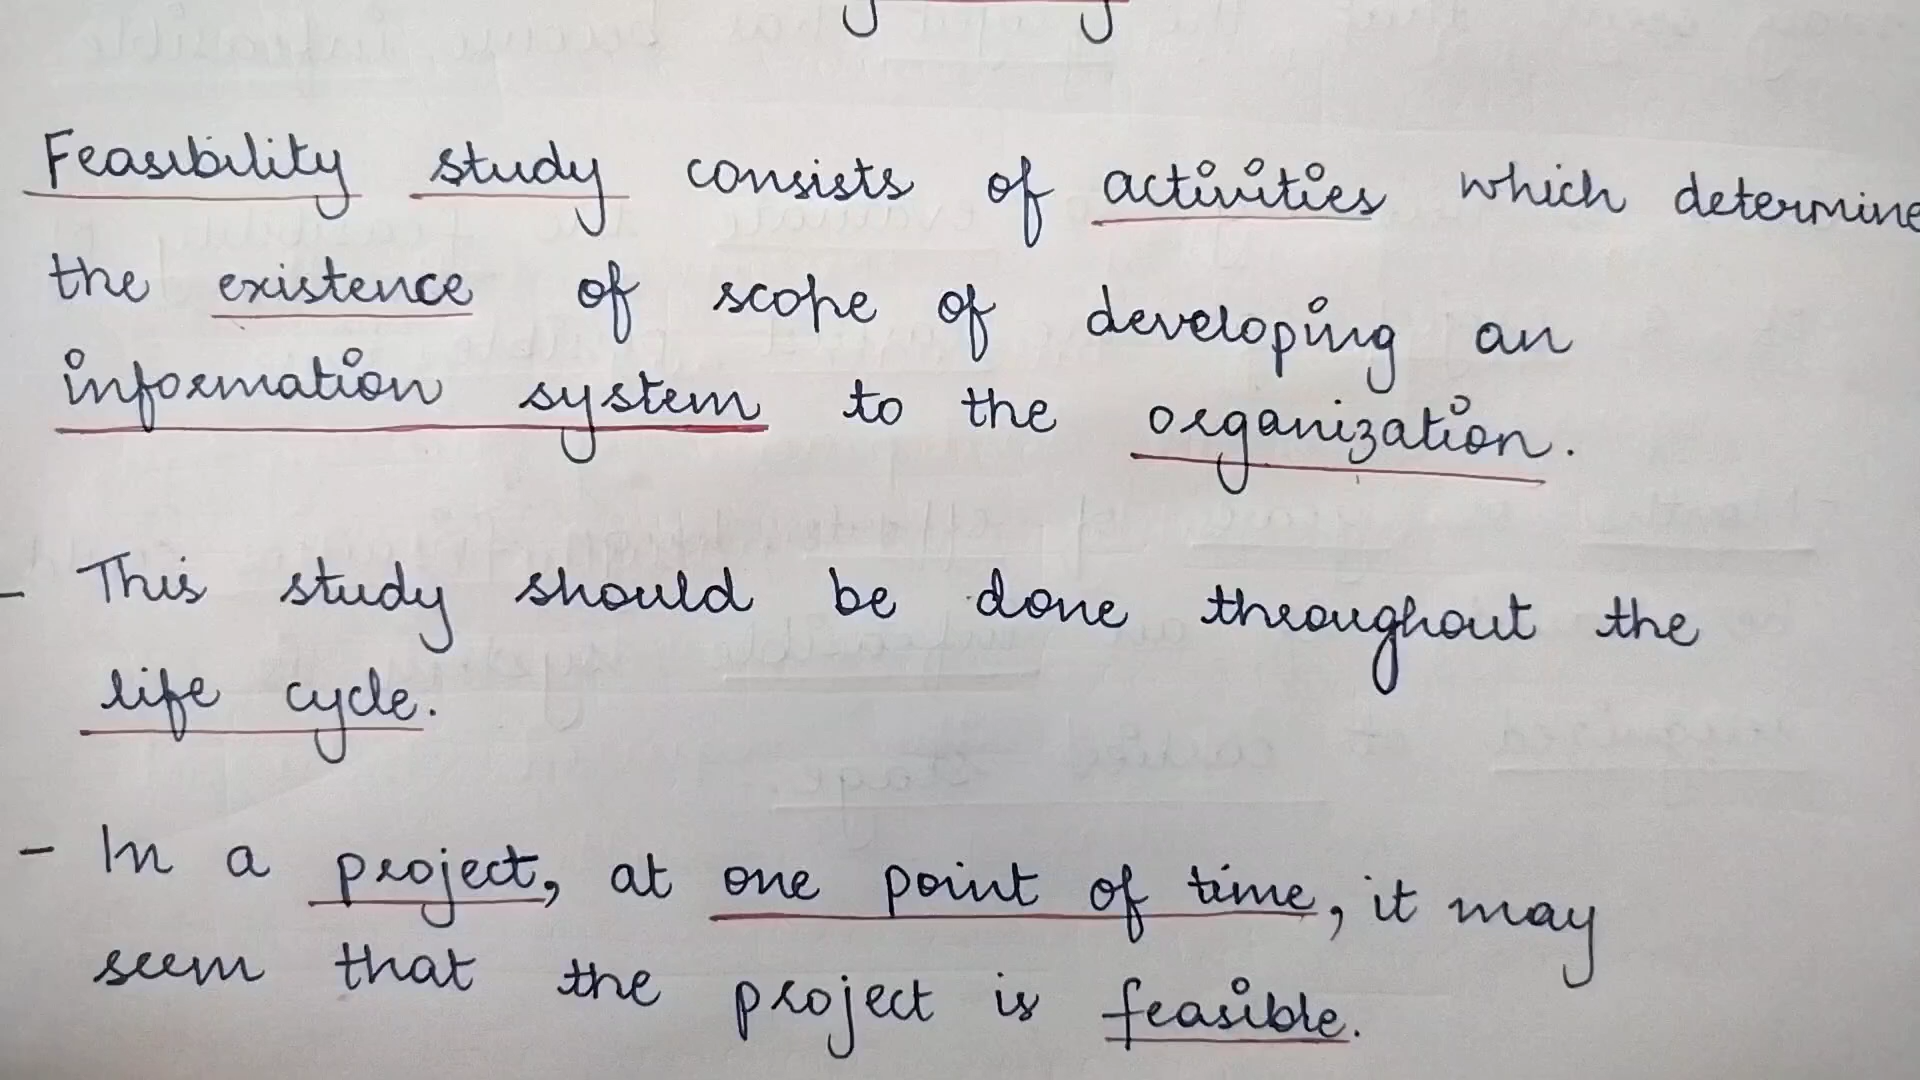 Feasibility study consists of activities which determine
the existence of scope of developing an
information system to the organization.
- This study should be done throughout the
life cycle.
- In a project, at one point of time, it may
seem that the project is feasible.